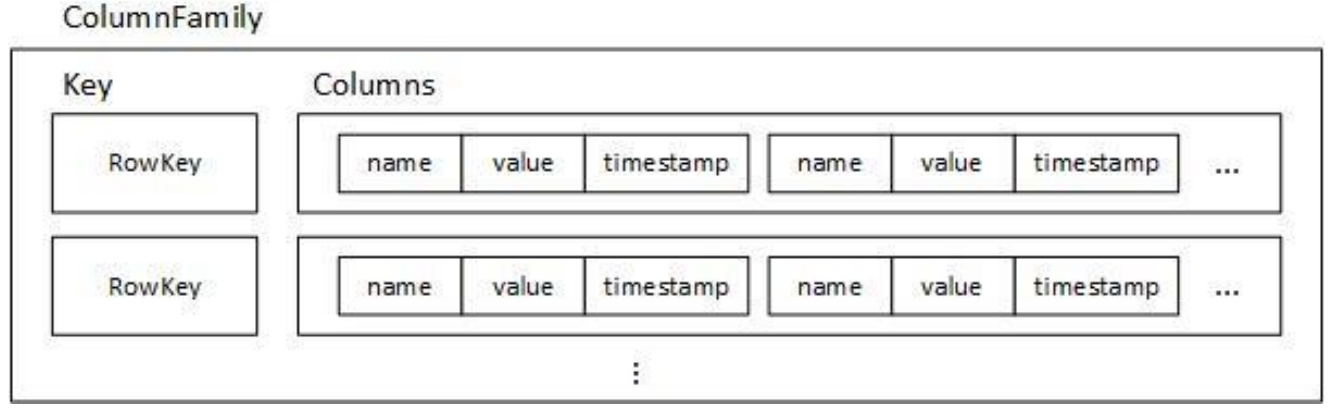 ColumnFamily
Key Columns
RowKey name value timestamp name value timestamp ...
RowKey name value timestamp name value timestamp ...
⋮